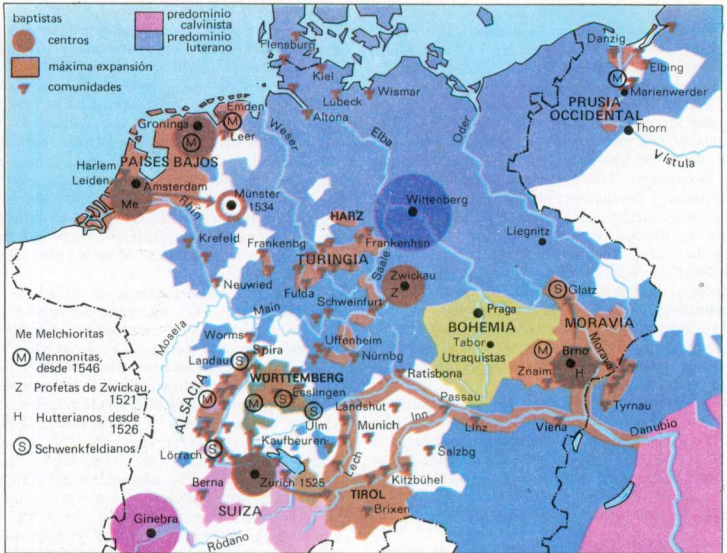 baptistas
centros
máxima expansión
comunidades
predominio
calvinista
predominio
luterano
Flensburg
Kiel
Lübeck
Wismar
Altona
Danzig
Elbing
M
Marienwerder
PRUSIA
OCCIDENTAL
Thorn
Vístula
Emden
Groninga
M
M
Leer
Weser
Elba
Oder
PAISES BAJOS
Harlem
Leiden
Amsterdam
Me
Rhin
Münster
1534
HARZ
Wittenberg
Krefeld
Frankenbg
Frankenhsn
Liegnitz
TURINGIA
Saale
Neuwied
Fulda
Zwickau
Z
S
Glatz
Schweinfurt
Main
Mosela
Praga
BOHEMIA
MORAVIA
Tabor
Utraquistas
M
Brno
H
Morava
Znaim
Tyrnau
Me Melchioritas
M Mennonitas,
desde 1546
Z Profetas de Zwickau,
1521
H Hutterianos, desde
1526
S Schwenkfeldianos
Worms
Spira
Landau
S
Uffenheim
Nürnbg
Ratisbona
WÜRTTEMBERG
Esslingen
M
S
M
S
ALSACIA
Ulm
Landshut
Passau
Munich
Inn
Linz
Viena
Danubio
Kaufbeuren
Lech
Lörrach
S
Salzbg
Kitzbühel
Berna
Zurich 1525
TIROL
Brixen
SUIZA
Ginebra
Ródano